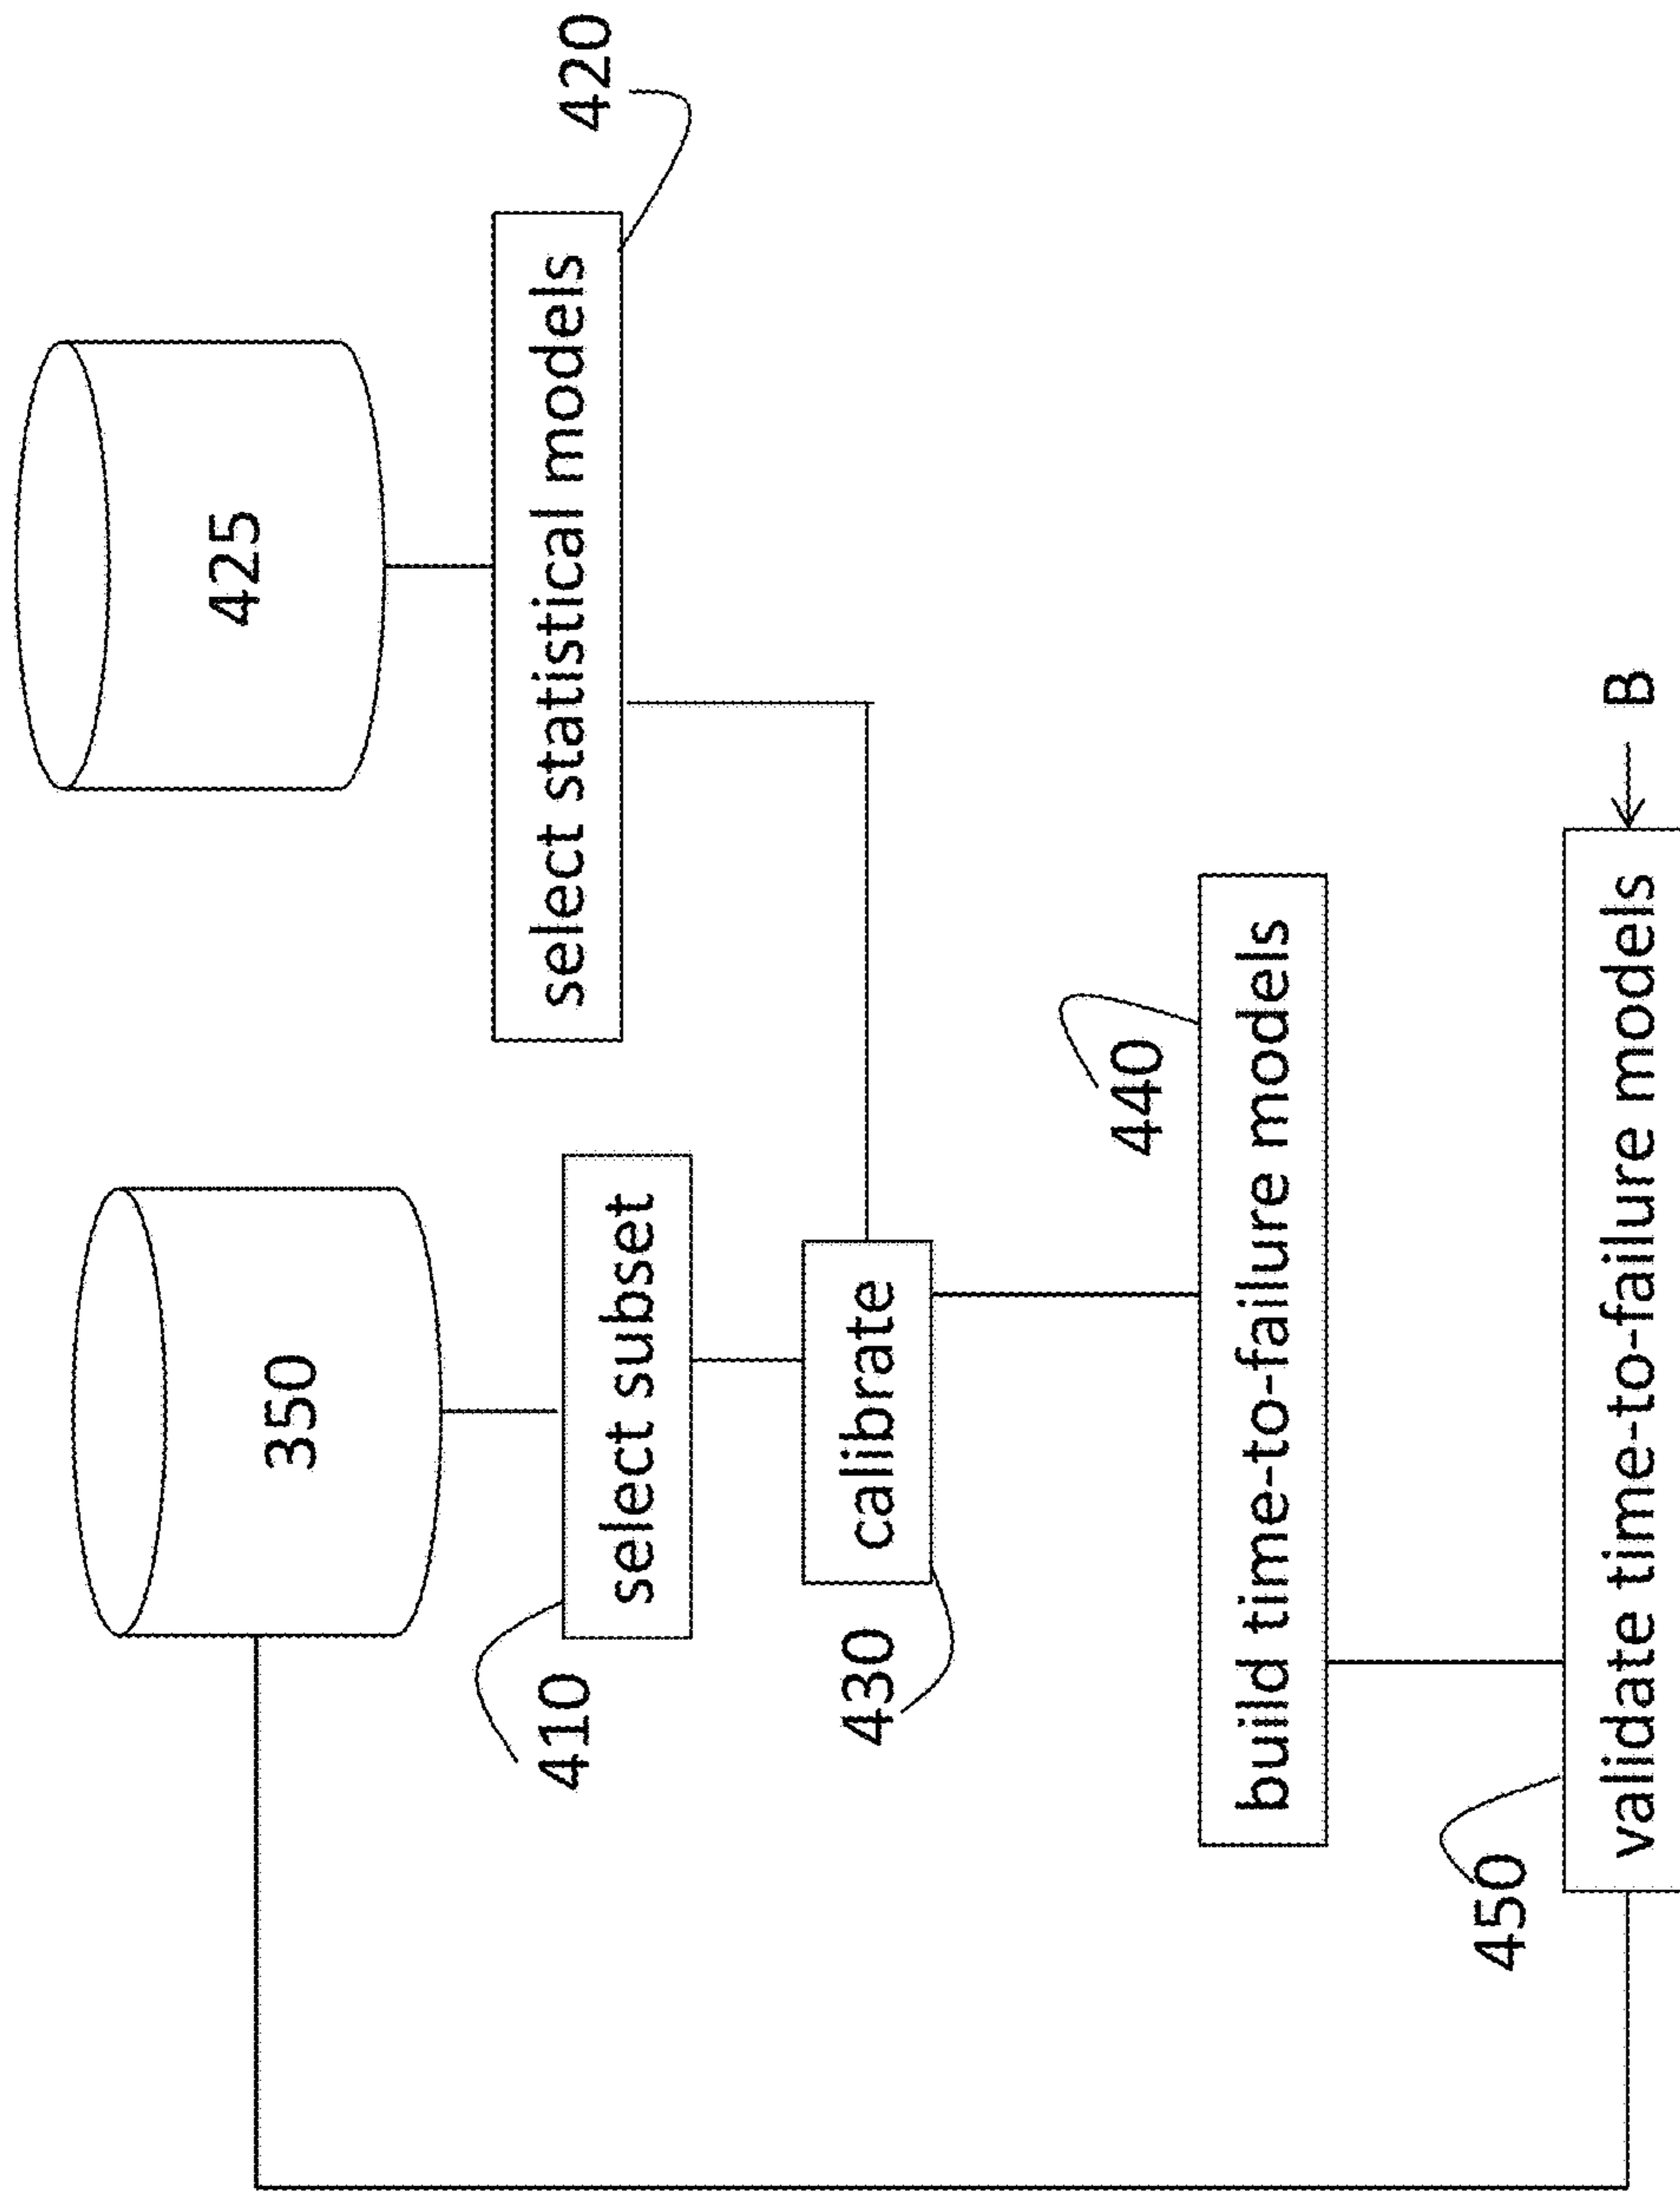 350
425
410
select subset
select statistical models
420
430
calibrate
440
build time-to-failure models
450
validate time-to-failure models
B